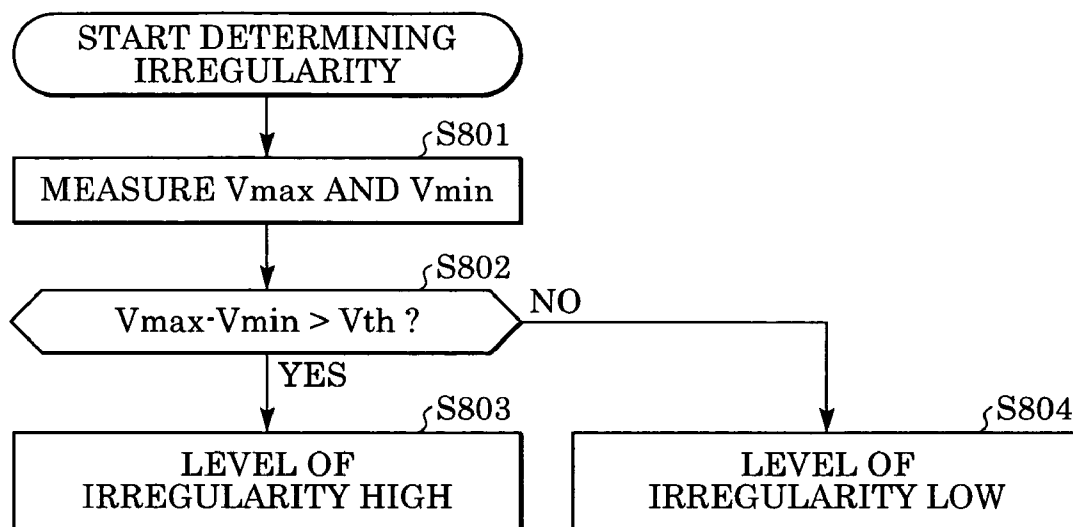 START DETERMINING
IRREGULARITY
S801
MEASURE Vmax AND Vmin
S802
Vmax-Vmin > Vth ?
NO
YES
S803
LEVEL OF
IRREGULARITY HIGH
S804
LEVEL OF
IRREGULARITY LOW